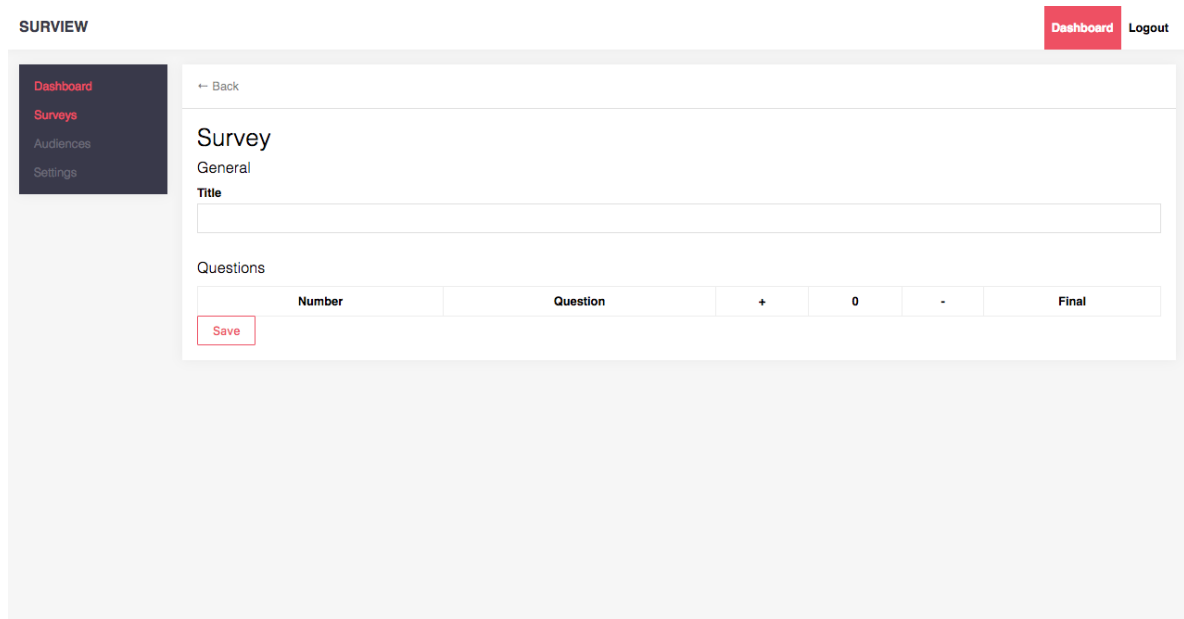 SURVIEW
Dashboard Logout
Dashboard
Surveys
Audiences
Settings
← Back
Survey
General
Title
Questions
Number Question + 0 - Final
Save